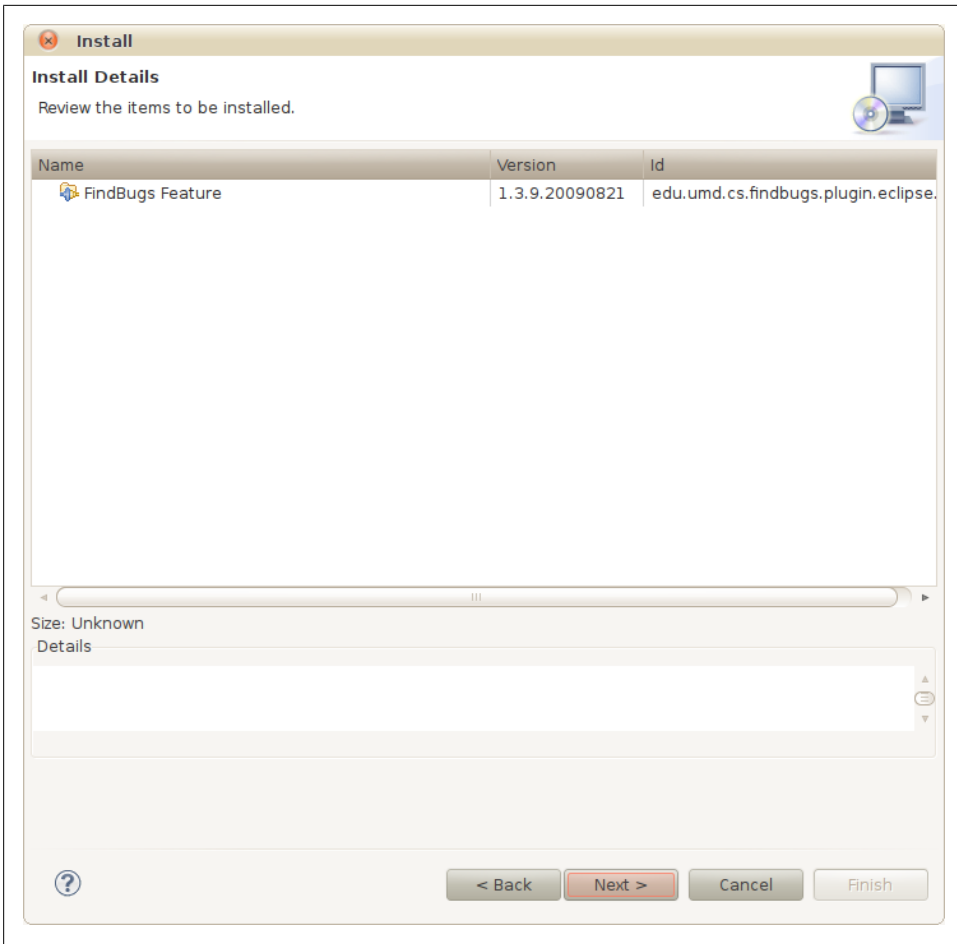 Install
Install Details
Review the items to be installed.
Name Version Id
FindBugs Feature 1.3.9.20090821 edu.umd.cs.findbugs.plugin.eclipse.
Size: Unknown
Details
? < Back Next > Cancel Finish